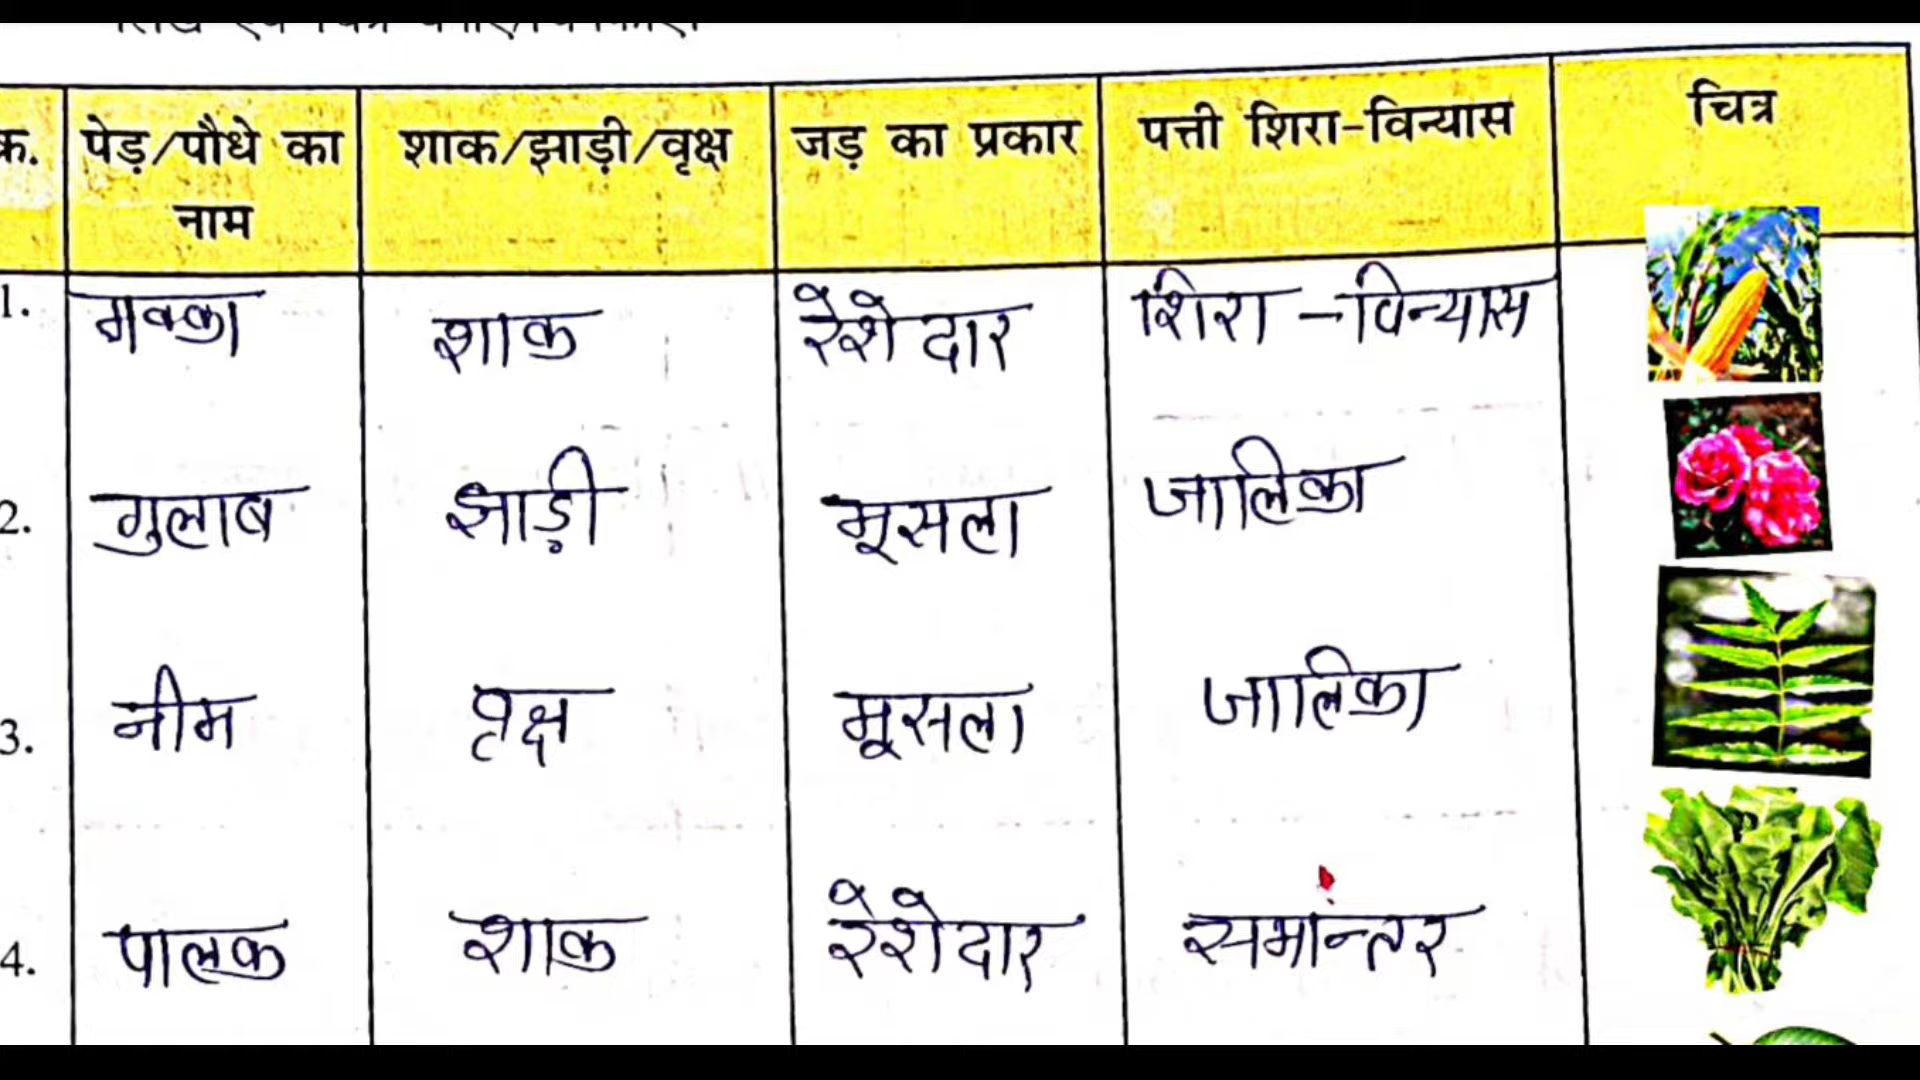 क्र. पेड़/पौधे का नाम शाक/झाड़ी/वृक्ष जड़ का प्रकार पत्ती शिरा-विन्यास चित्र
1. मक्का शाक रेशेदार शिरा-विन्यास
2. गुलाब झाड़ी मूसला जालिका
3. नीम वृक्ष मूसला जालिका
4. पालक शाक रेशेदार समांन्तर